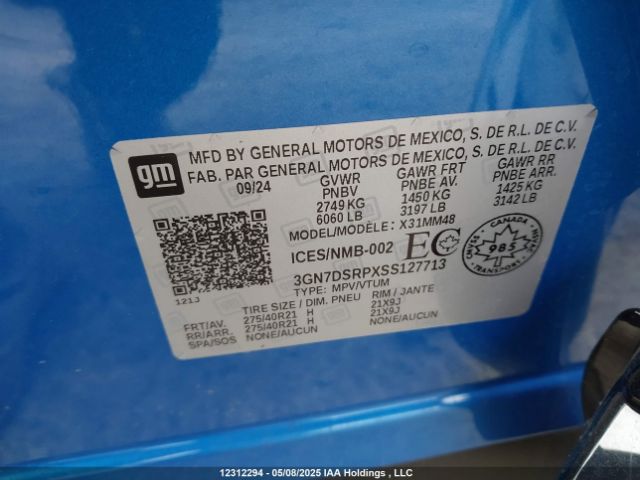 gm
MFD BY GENERAL MOTORS DE MEXICO, S. DE R.L. DE C.V.
FAB. PAR GENERAL MOTORS DE MEXICO, S. DE R.L. DE C.V.
09/24
GVWR GAWR FRT GAWR RR
PNBV PNBE AV. PNBE ARR.
2749 KG 1450 KG 1425 KG
6060 LB 3197 LB 3142 LB
MODEL/MODÈLE: X31MM48
ICES/NMB-002 EC
CANADA
985
TRANSPORT
3GN7DSRPXSS127713
TYPE: MPV/VTUM
121J
TIRE SIZE / DIM. PNEU RIM / JANTE
FRT/AV. 275/40R21 H 21X9J
RR/ARR. 275/40R21 H 21X9J
SPA/SOS NONE/AUCUN NONE/AUCUN
12312294 - 05/08/2025 IAA Holdings , LLC